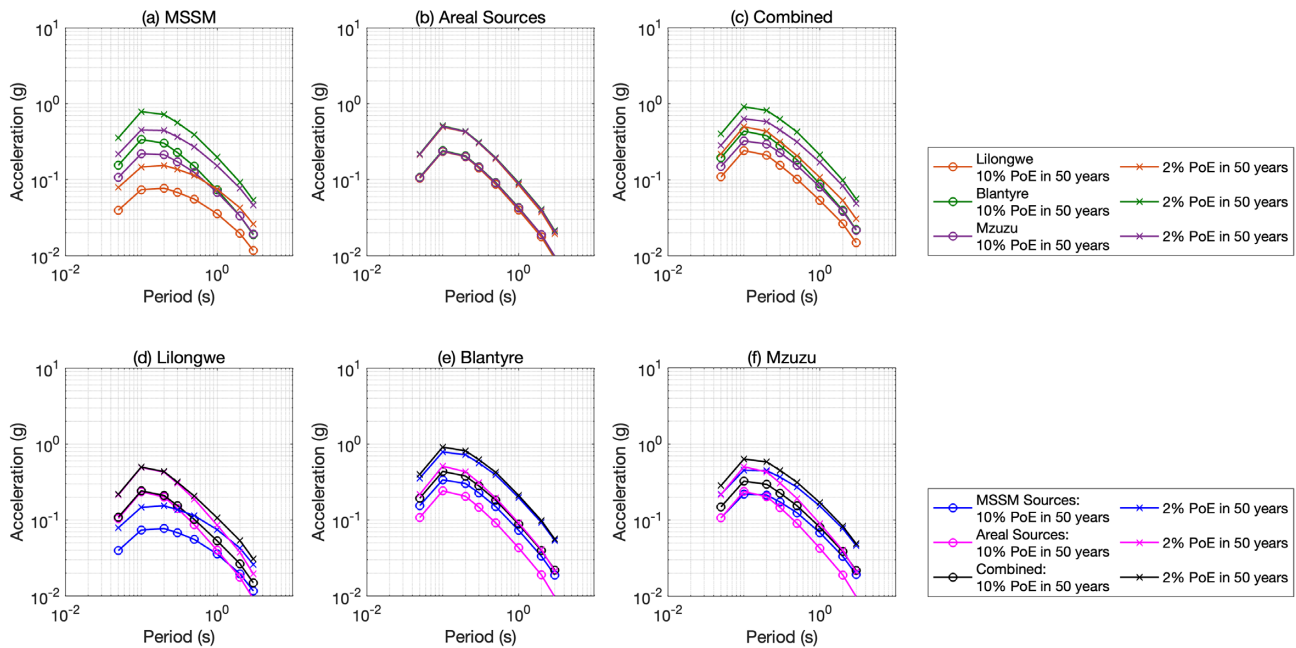 (a) MSSM
(b) Areal Sources
(c) Combined
10^1
10^0
10^-1
10^-2
Acceleration (g)
10^-2
10^0
Period (s)
10^1
10^0
10^-1
10^-2
Acceleration (g)
10^-2
10^0
Period (s)
10^1
10^0
10^-1
10^-2
Acceleration (g)
10^-2
10^0
Period (s)
Lilongwe
10% PoE in 50 years
2% PoE in 50 years
Blantyre
10% PoE in 50 years
2% PoE in 50 years
Mzuzu
10% PoE in 50 years
2% PoE in 50 years
(d) Lilongwe
(e) Blantyre
(f) Mzuzu
10^1
10^0
10^-1
10^-2
Acceleration (g)
10^-2
10^0
Period (s)
10^1
10^0
10^-1
10^-2
Acceleration (g)
10^-2
10^0
Period (s)
10^1
10^0
10^-1
10^-2
Acceleration (g)
10^-2
10^0
Period (s)
MSSM Sources:
10% PoE in 50 years
2% PoE in 50 years
Areal Sources:
10% PoE in 50 years
2% PoE in 50 years
Combined:
10% PoE in 50 years
2% PoE in 50 years